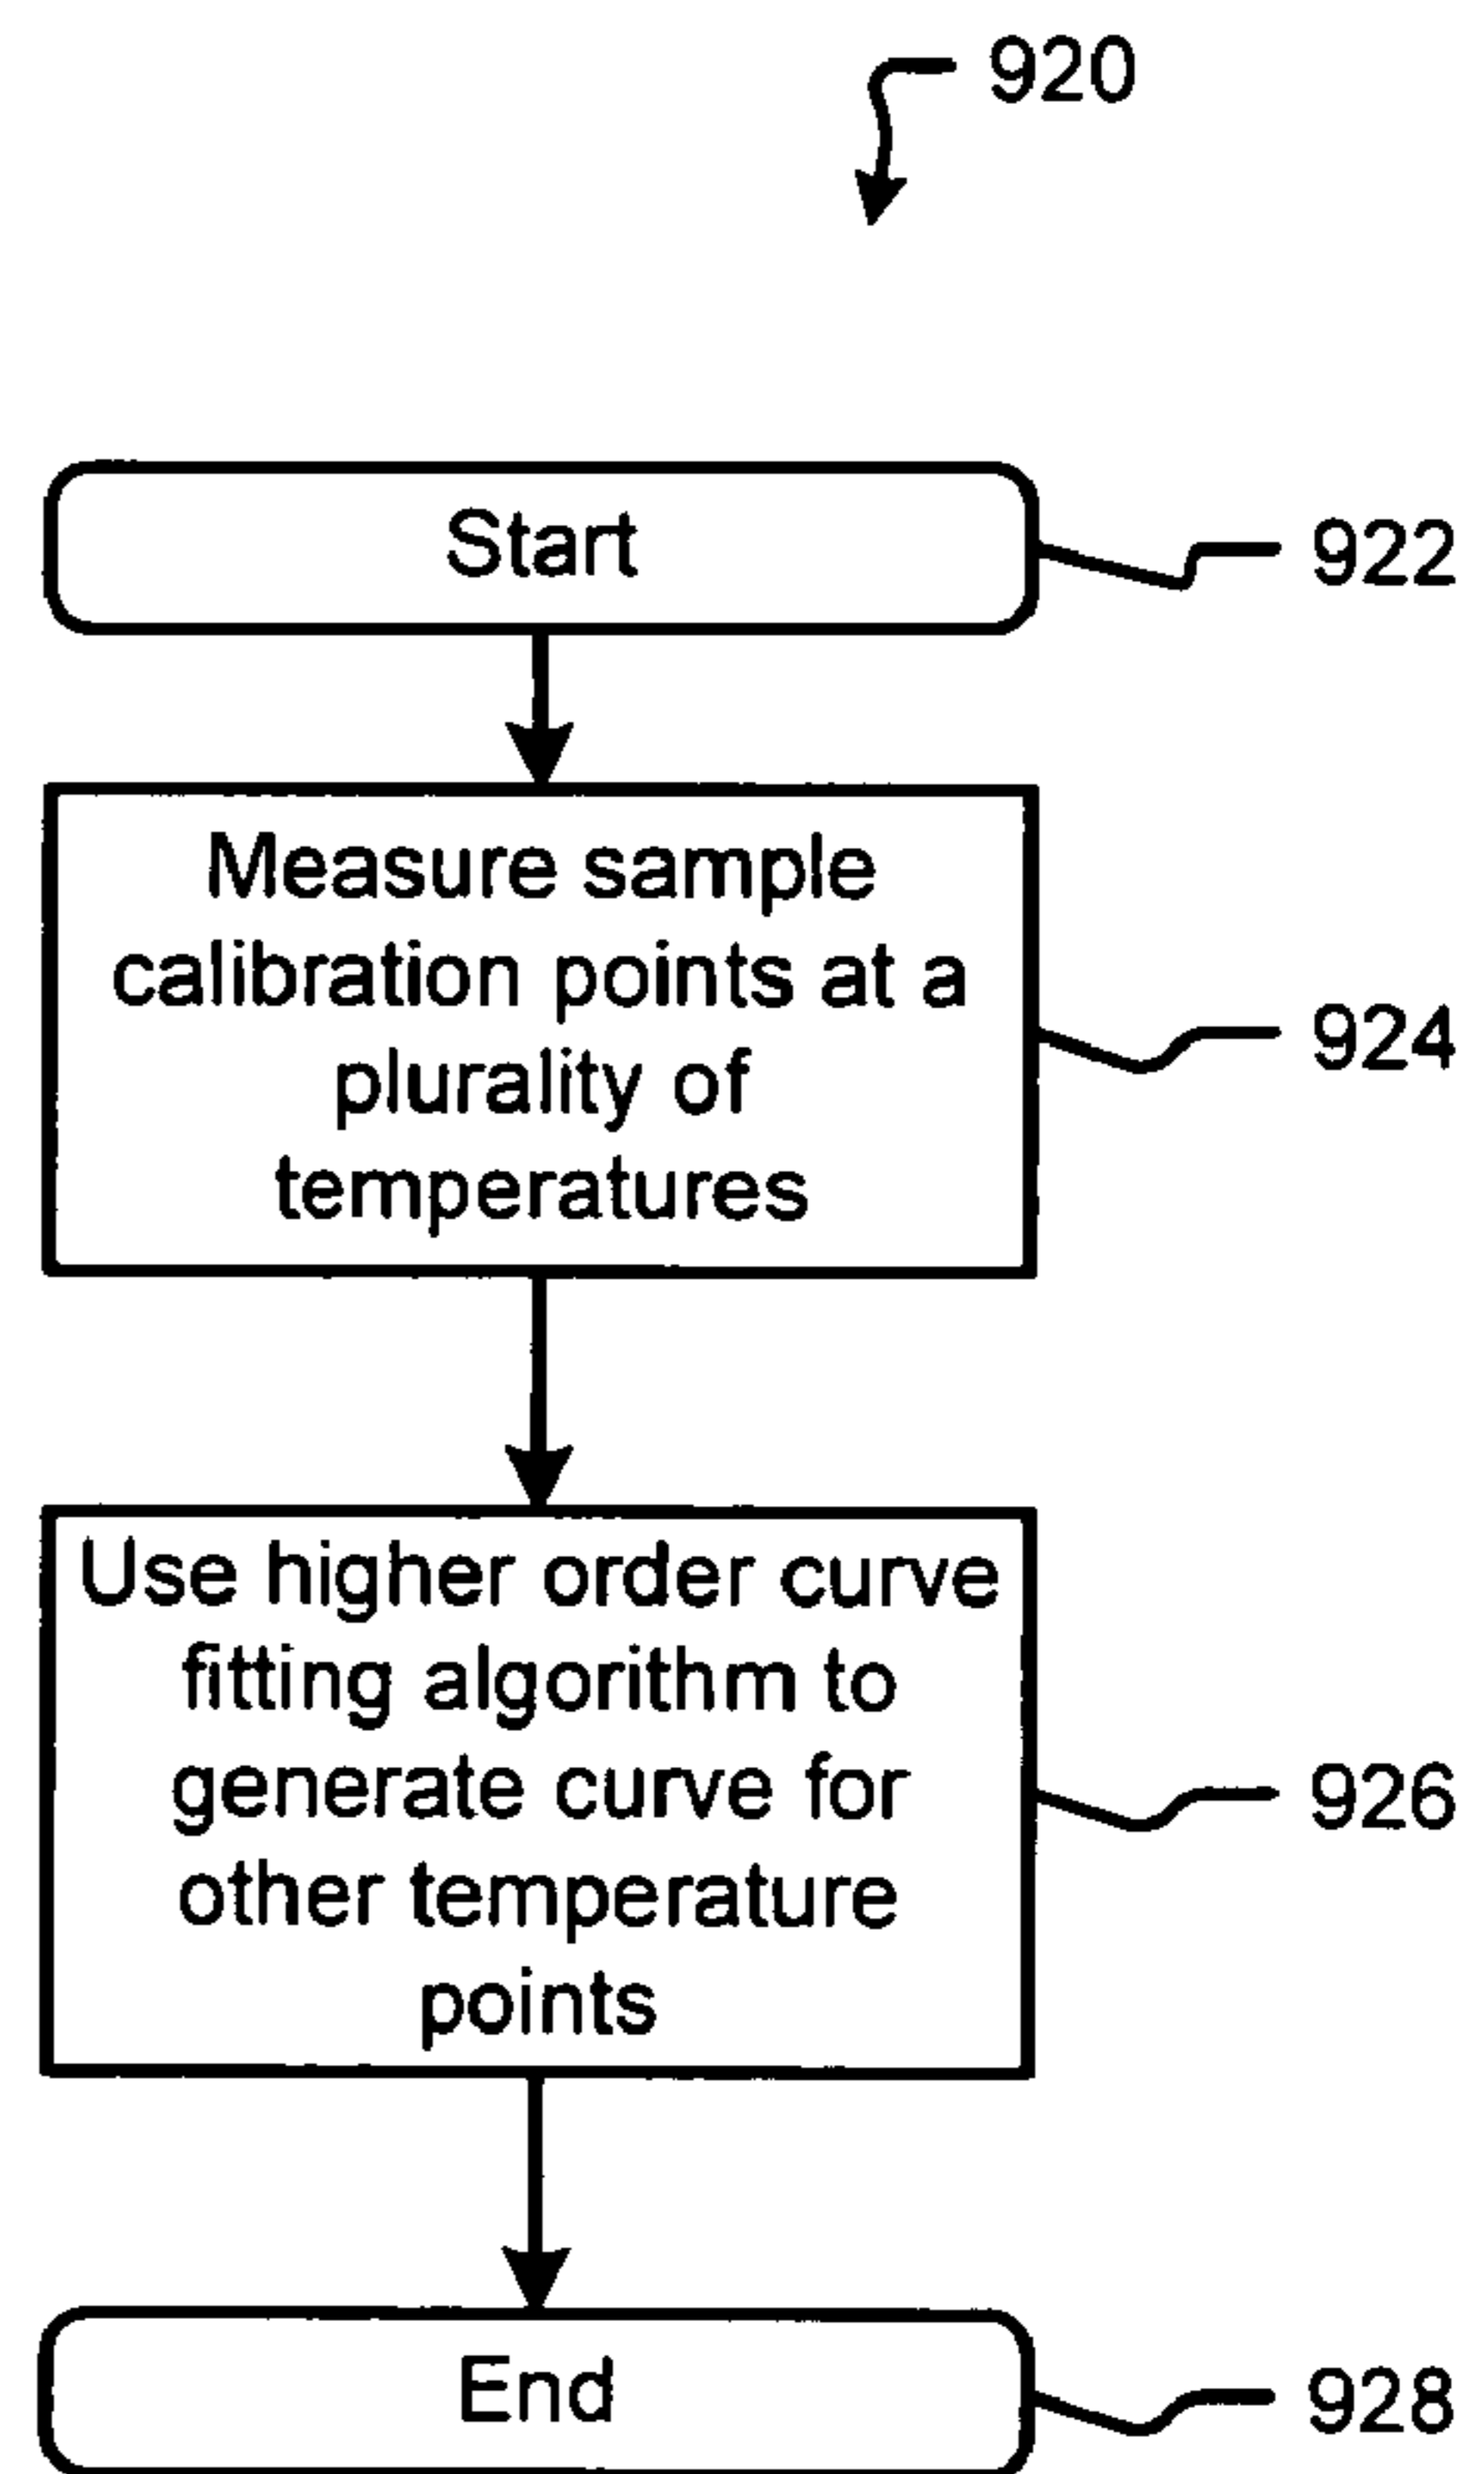 920
Start
922
Measure sample
calibration points at a
plurality of
temperatures
924
Use higher order curve
fitting algorithm to
generate curve for
other temperature
points
926
End
928